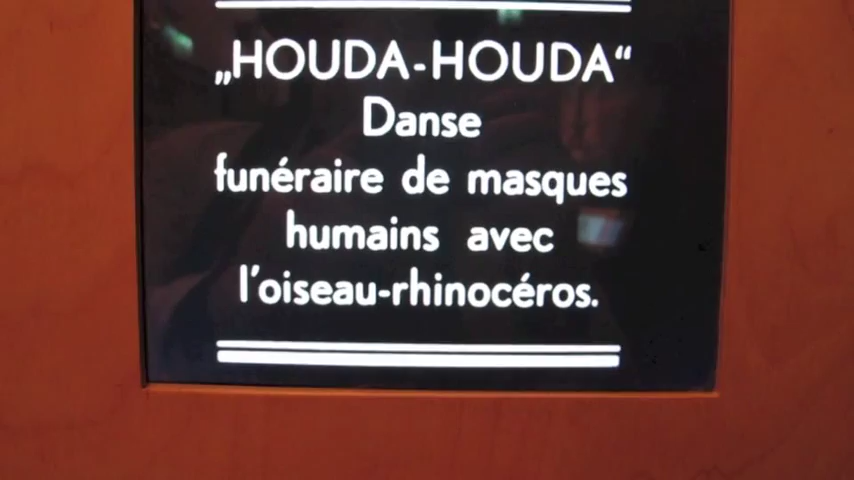 „HOUDA-HOUDA“
Danse
funéraire de masques
humains avec
l'oiseau-rhinocéros.